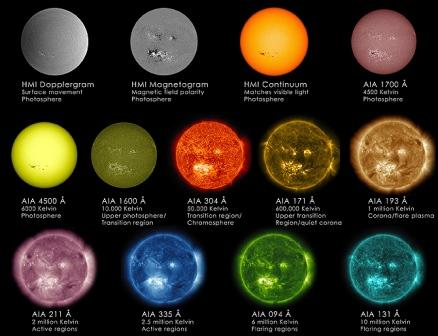 HMI Dopplergram
Surface movement
Photosphere
HMI Magnetogram
Magnetic field polarity
Photosphere
HMI Continuum
Matches visible light
Photosphere
AIA 1700 Å
4500 Kelvin
Photosphere
AIA 4500 Å
6000 Kelvin
Photosphere
AIA 1600 Å
10,000 Kelvin
Upper photosphere/
Transition region
AIA 304 Å
50,000 Kelvin
Transition region/
Chromosphere
AIA 171 Å
600,000 Kelvin
Upper transition
Region/quiet corona
AIA 193 Å
1 million Kelvin
Corona/flare plasma
AIA 211 Å
2 million Kelvin
Active regions
AIA 335 Å
2.5 million Kelvin
Active regions
AIA 094 Å
6 million Kelvin
Flaring regions
AIA 131 Å
10 million Kelvin
Flaring regions